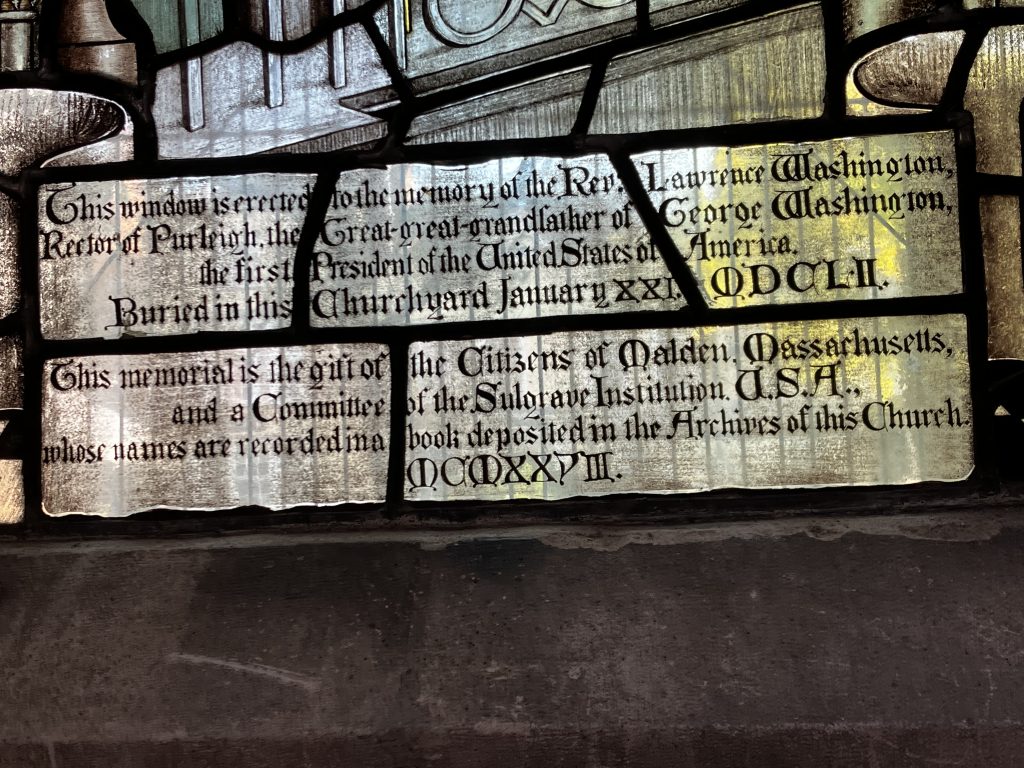 This window is erected to the memory of the Rev. Lawrence Washington,
Rector of Purleigh, the Great-great-grandfather of George Washington,
the first President of the United States of America.
Buried in this Churchyard January XXI. MDCLII.
This memorial is the gift of the Citizens of Malden, Massachusetts,
and a Committee of the Sulgrave Institution, U.S.A.,
whose names are recorded in a book deposited in the Archives of this Church.
MCMXXVIII.